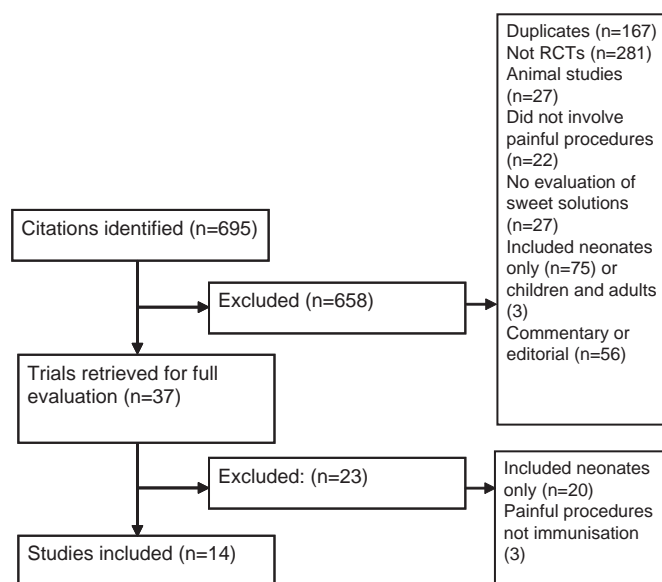 Citations identified (n=695)
Excluded (n=658)
Duplicates (n=167)
Not RCTs (n=281)
Animal studies
(n=27)
Did not involve
painful procedures
(n=22)
No evaluation of
sweet solutions
(n=27)
Included neonates
only (n=75) or
children and adults
(3)
Commentary or
editorial (n=56)
Trials retrieved for full
evaluation (n=37)
Excluded: (n=23)
Included neonates
only (n=20)
Painful procedures
not immunisation
(3)
Studies included (n=14)